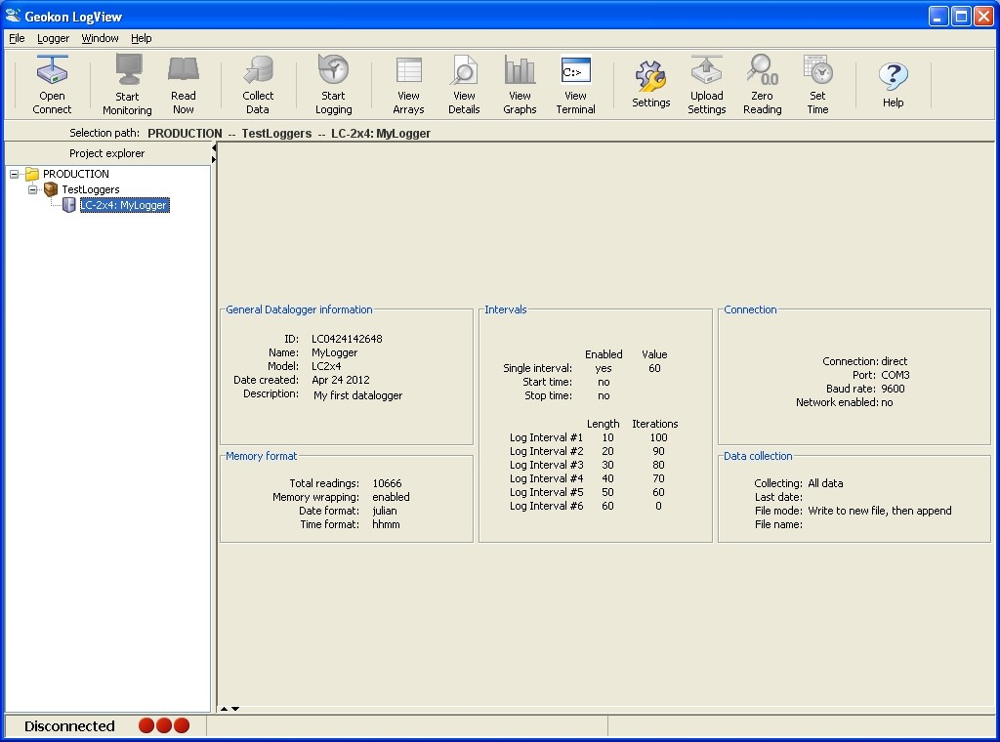 Geokon LogView
File Logger Window Help
Open Connect
Start Monitoring
Read Now
Collect Data
Start Logging
View Arrays
View Details
View Graphs
C:>
View Terminal
Settings
Upload Settings
0.0
Zero Reading
Set Time
?
Help
Selection path: PRODUCTION -- TestLoggers -- LC-2x4: MyLogger
Project explorer
PRODUCTION
TestLoggers
LC-2x4: MyLogger
General Datalogger information
ID: LC0424142648
Name: MyLogger
Model: LC2x4
Date created: Apr 24 2012
Description: My first datalogger
Memory format
Total readings: 10666
Memory wrapping: enabled
Date format: julian
Time format: hhmm
Intervals
Enabled Value
Single interval: yes 60
Start time: no
Stop time: no
Length Iterations
Log Interval #1 10 100
Log Interval #2 20 90
Log Interval #3 30 80
Log Interval #4 40 70
Log Interval #5 50 60
Log Interval #6 60 0
Connection
Connection: direct
Port: COM3
Baud rate: 9600
Network enabled: no
Data collection
Collecting: All data
Last date:
File mode: Write to new file, then append
File name:
Disconnected